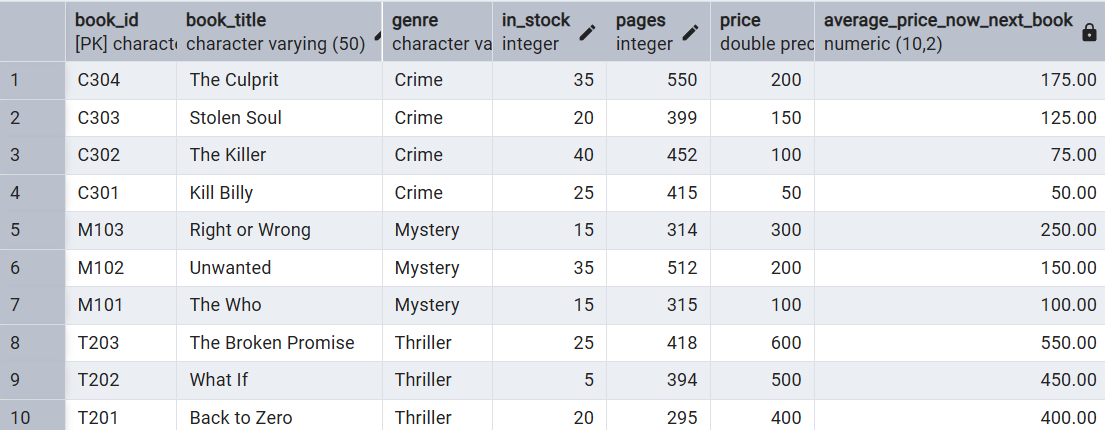 book_id book_title genre in_stock pages price average_price_now_next_book
[PK] characte character varying (50) character va integer integer double prec numeric (10,2)
1 C304 The Culprit Crime 35 550 200 175.00
2 C303 Stolen Soul Crime 20 399 150 125.00
3 C302 The Killer Crime 40 452 100 75.00
4 C301 Kill Billy Crime 25 415 50 50.00
5 M103 Right or Wrong Mystery 15 314 300 250.00
6 M102 Unwanted Mystery 35 512 200 150.00
7 M101 The Who Mystery 15 315 100 100.00
8 T203 The Broken Promise Thriller 25 418 600 550.00
9 T202 What If Thriller 5 394 500 450.00
10 T201 Back to Zero Thriller 20 295 400 400.00